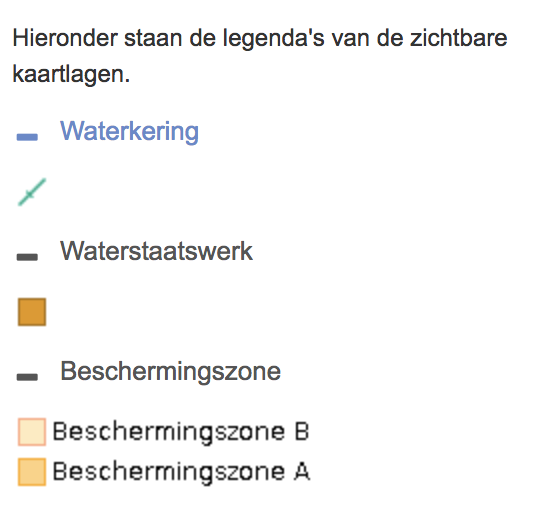 Hieronder staan de legenda's van de zichtbare
kaartlagen.
Waterkering
Waterstaatswerk
Beschermingszone
Beschermingszone B
Beschermingszone A